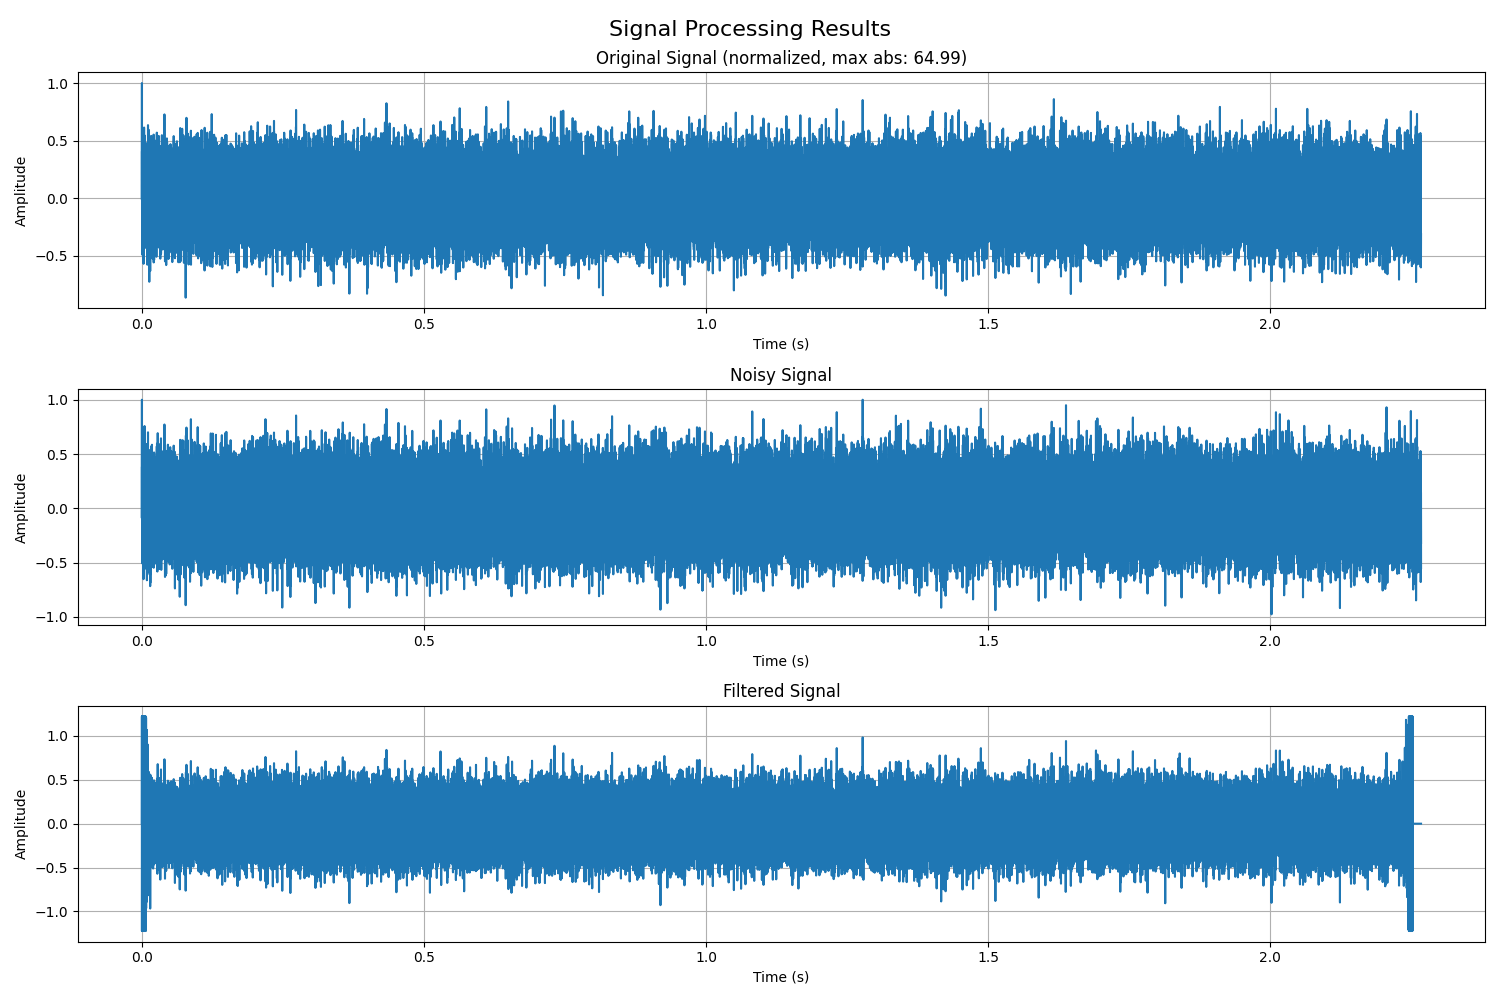 Signal Processing Results
Original Signal (normalized, max abs: 64.99)
1.0
0.5
0.0
−0.5
Amplitude
0.0 0.5 1.0 1.5 2.0
Time (s)
Noisy Signal
1.0
0.5
0.0
−0.5
−1.0
Amplitude
0.0 0.5 1.0 1.5 2.0
Time (s)
Filtered Signal
1.0
0.5
0.0
−0.5
−1.0
Amplitude
0.0 0.5 1.0 1.5 2.0
Time (s)